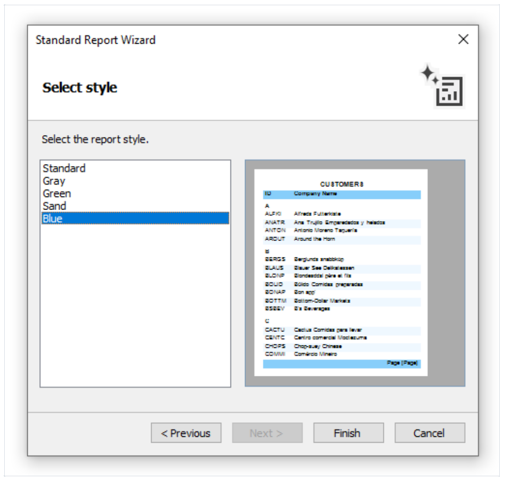 Standard Report Wizard
Select style
Select the report style.
Standard
Gray
Green
Sand
Blue
CUSTOMERS
ID Company Name
A
ALFKI Alfreds Futterkiste
ANATR Ana Trujillo Emparedados y helados
ANTON Antonio Moreno Taquería
AROUT Around the Horn
B
BERGS Berglunds snabbköp
BLAUS Blauer See Delikatessen
BLONP Blondesddsl père et fils
BOLID Bólido Comidas preparadas
BONAP Bon app'
BOTTM Bottom-Dollar Markets
BSBEV B's Beverages
C
CACTU Cactus Comidas para llevar
CENTC Centro comercial Moctezuma
CHOPS Chop-suey Chinese
COMMI Comércio Mineiro
Page [Page]
< Previous
Next >
Finish
Cancel